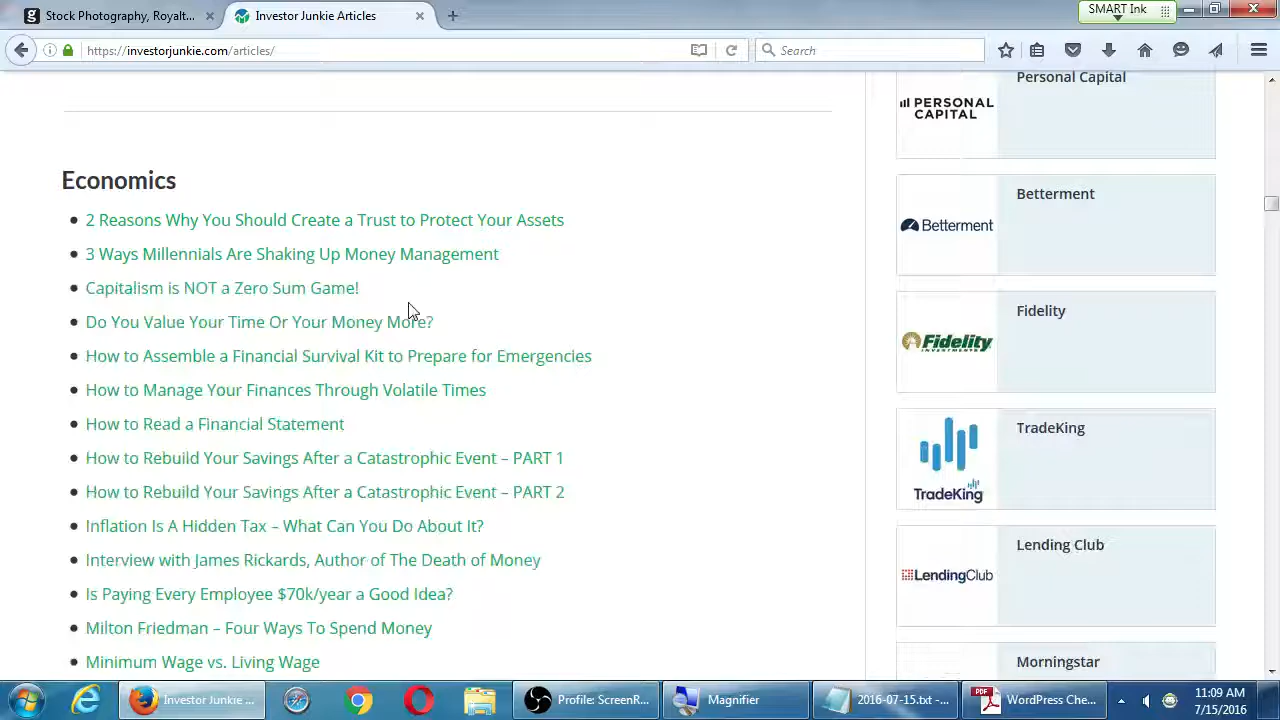 Stock Photography, Royalt...
Investor Junkie Articles
SMART Ink
https://investorjunkie.com/articles/
Search
Personal Capital
PERSONAL
CAPITAL
Economics
2 Reasons Why You Should Create a Trust to Protect Your Assets
3 Ways Millennials Are Shaking Up Money Management
Capitalism is NOT a Zero Sum Game!
Do You Value Your Time Or Your Money More?
How to Assemble a Financial Survival Kit to Prepare for Emergencies
How to Manage Your Finances Through Volatile Times
How to Read a Financial Statement
How to Rebuild Your Savings After a Catastrophic Event – PART 1
How to Rebuild Your Savings After a Catastrophic Event – PART 2
Inflation Is A Hidden Tax – What Can You Do About It?
Interview with James Rickards, Author of The Death of Money
Is Paying Every Employee $70k/year a Good Idea?
Milton Friedman – Four Ways To Spend Money
Minimum Wage vs. Living Wage
Betterment
Betterment
Fidelity
Fidelity
INVESTMENTS
TradeKing
TradeKing
Lending Club
LendingClub
Morningstar
Investor Junkie ...
Profile: ScreenR...
Magnifier
2016-07-15.txt -...
PDF
WordPress Che...
11:09 AM
7/15/2016